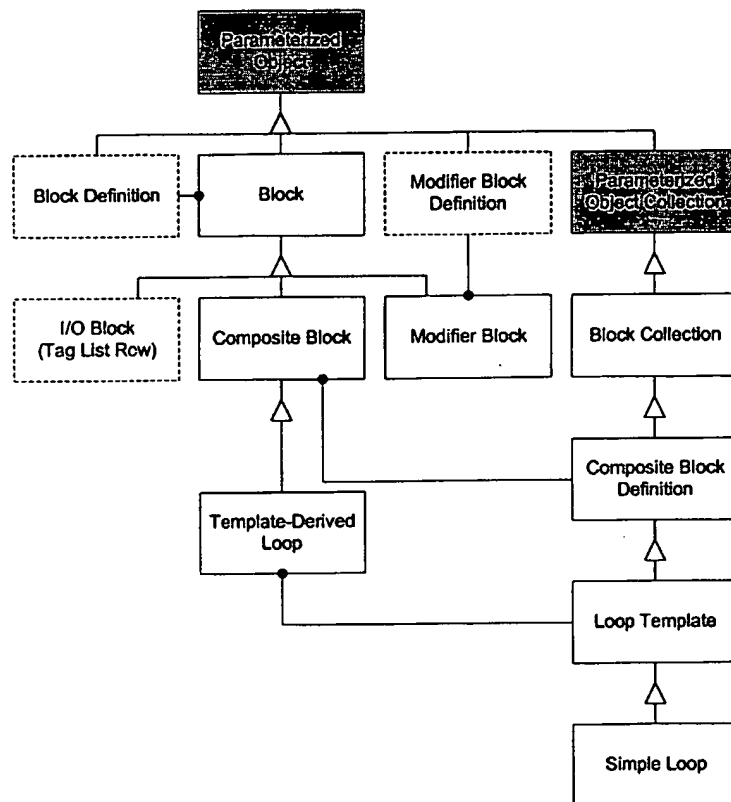 Parameterized
Object
Block Definition
Block
Modifier Block
Definition
Parameterized
Object Collection
I/O Block
(Tag List Row)
Composite Block
Modifier Block
Block Collection
Composite Block
Definition
Template-Derived
Loop
Loop Template
Simple Loop